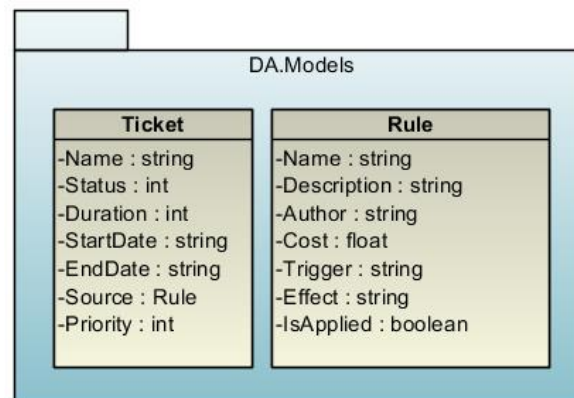 DA.Models
Ticket
-Name : string
-Status : int
-Duration : int
-StartDate : string
-EndDate : string
-Source : Rule
-Priority : int
Rule
-Name : string
-Description : string
-Author : string
-Cost : float
-Trigger : string
-Effect : string
-IsApplied : boolean